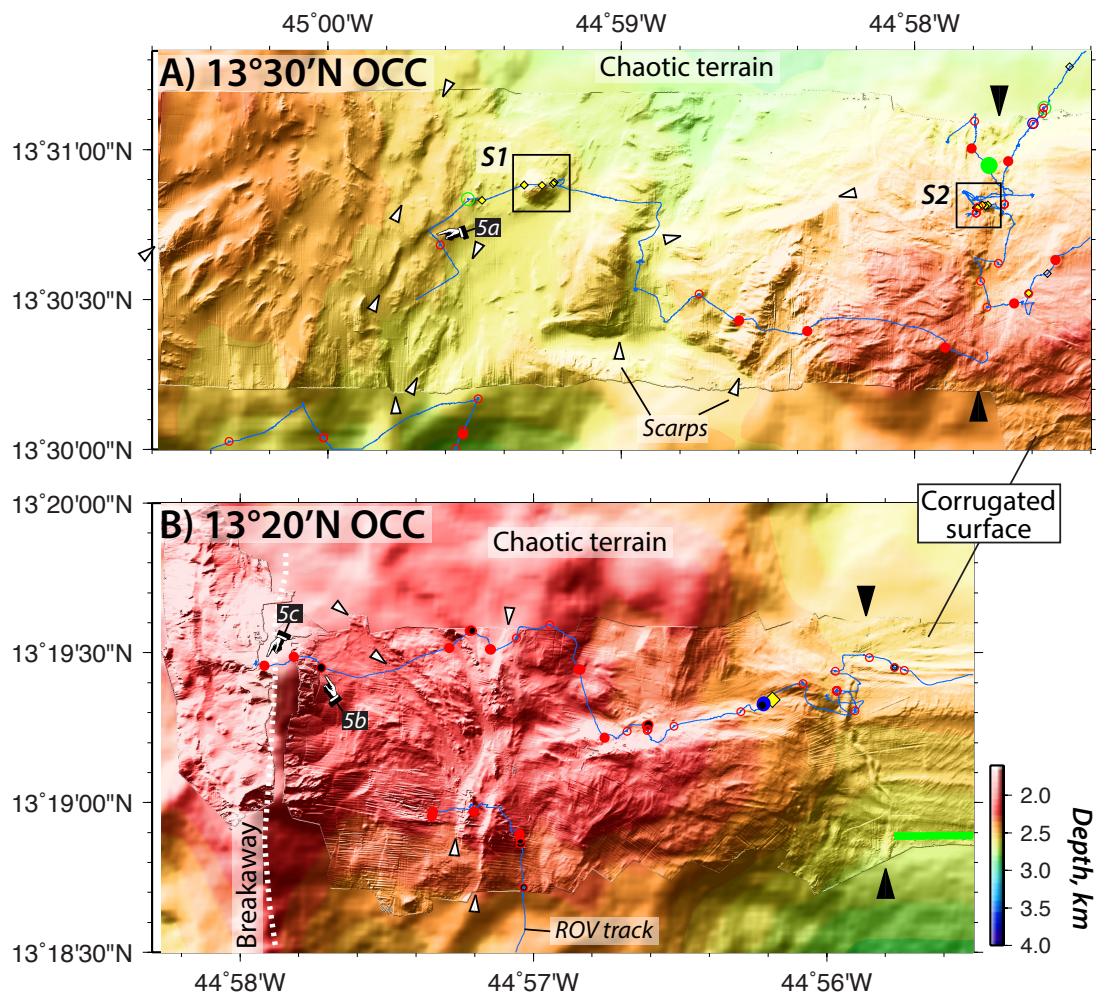 45°00'W
44°59'W
44°58'W
A) 13°30'N OCC
Chaotic terrain
13°31'00"N
S1
S2
5a
13°30'30"N
Scarps
13°30'00"N
13°20'00"N
B) 13°20'N OCC
Chaotic terrain
Corrugated
surface
5c
13°19'30"N
5b
13°19'00"N
Breakaway
ROV track
13°18'30"N
2.0
2.5
3.0
3.5
4.0
Depth, km
44°58'W
44°57'W
44°56'W